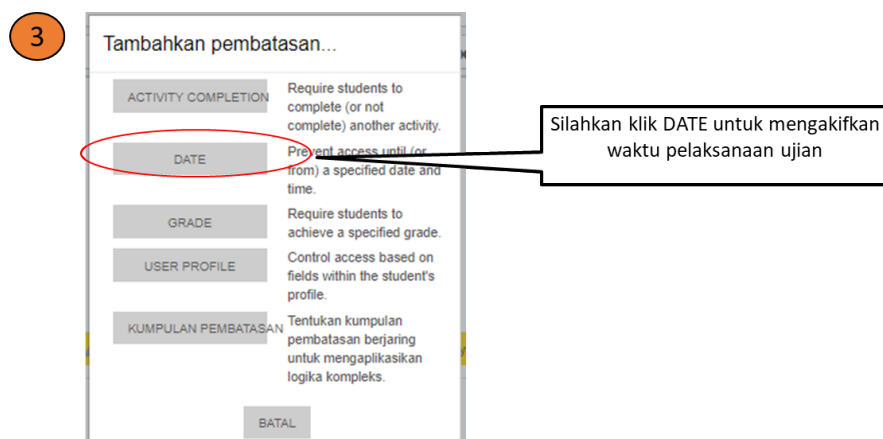 3
Tambahkan pembatasan...
ACTIVITY COMPLETION
Require students to
complete (or not
complete) another activity.
DATE
Prevent access until (or
from) a specified date and
time.
GRADE
Require students to
achieve a specified grade.
USER PROFILE
Control access based on
fields within the student's
profile.
KUMPULAN PEMBATASAN
Tentukan kumpulan
pembatasan berjaring
untuk mengaplikasikan
logika kompleks.
BATAL
Silahkan klik DATE untuk mengakifkan
waktu pelaksanaan ujian